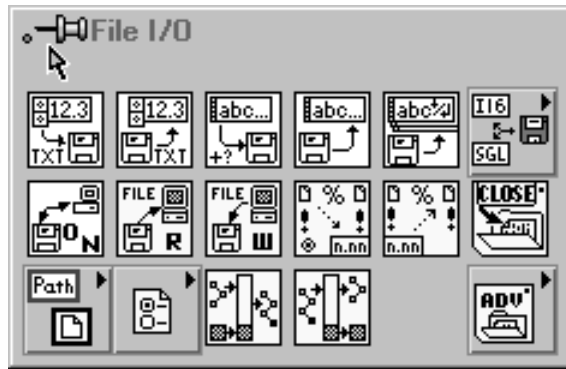 File I/O
12.3 12.3 abc... abc... abc I16
TXT TXT +? SGL
FILE FILE % % CLOSE
O N R W n.nn n.nn
Path ADV